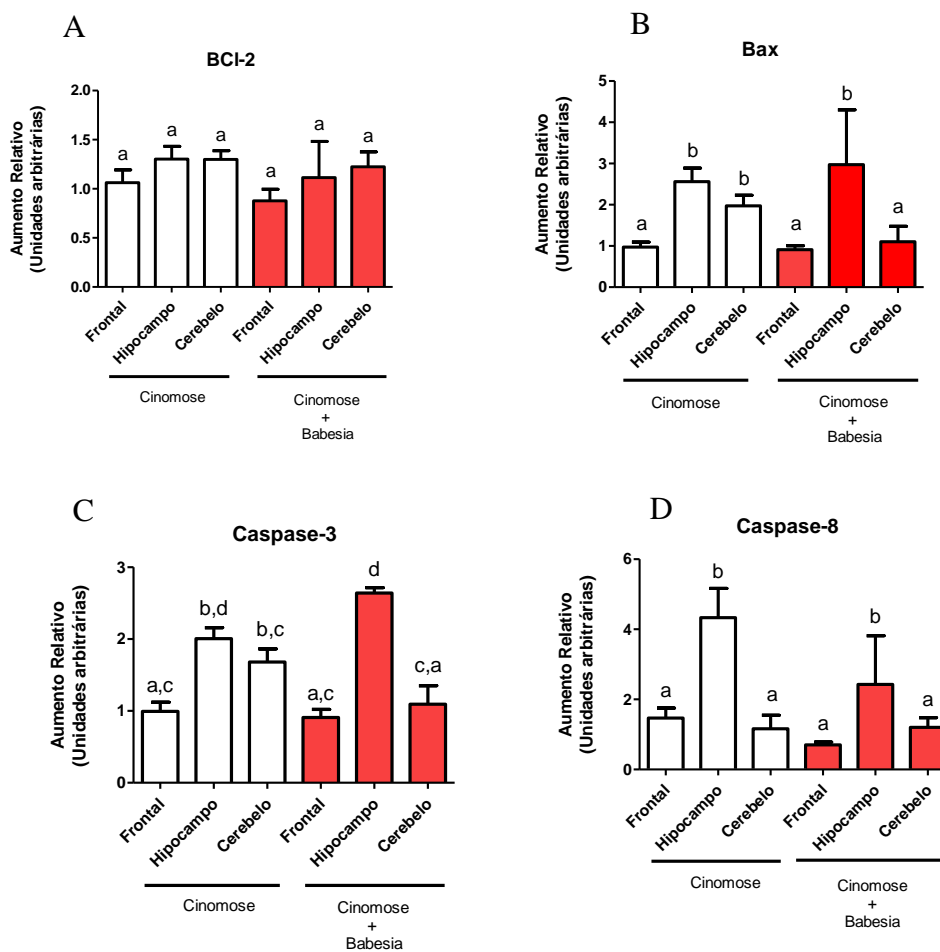 A
BCl-2
Aumento Relativo
(Unidades arbitrárias)
1.5
1.0
0.5
0.0
a
a
a
a
a
a
Frontal
Hipocampo
Cerebelo
Frontal
Hipocampo
Cerebelo
Cinomose
Cinomose
+
Babesia
B
Bax
Aumento Relativo
(Unidades arbitrárias)
5
4
3
2
1
0
a
b
b
a
b
a
Frontal
Hipocampo
Cerebelo
Frontal
Hipocampo
Cerebelo
Cinomose
Cinomose
+
Babesia
C
Caspase-3
Aumento Relativo
(Unidades arbitrárias)
3
2
1
0
a,c
b,d
b,c
a,c
d
c,a
Frontal
Hipocampo
Cerebelo
Frontal
Hipocampo
Cerebelo
Cinomose
Cinomose
+
Babesia
D
Caspase-8
Aumento Relativo
(Unidades arbitrárias)
6
4
2
0
a
b
a
a
b
a
Frontal
Hipocampo
Cerebelo
Frontal
Hipocampo
Cerebelo
Cinomose
Cinomose
+
Babesia